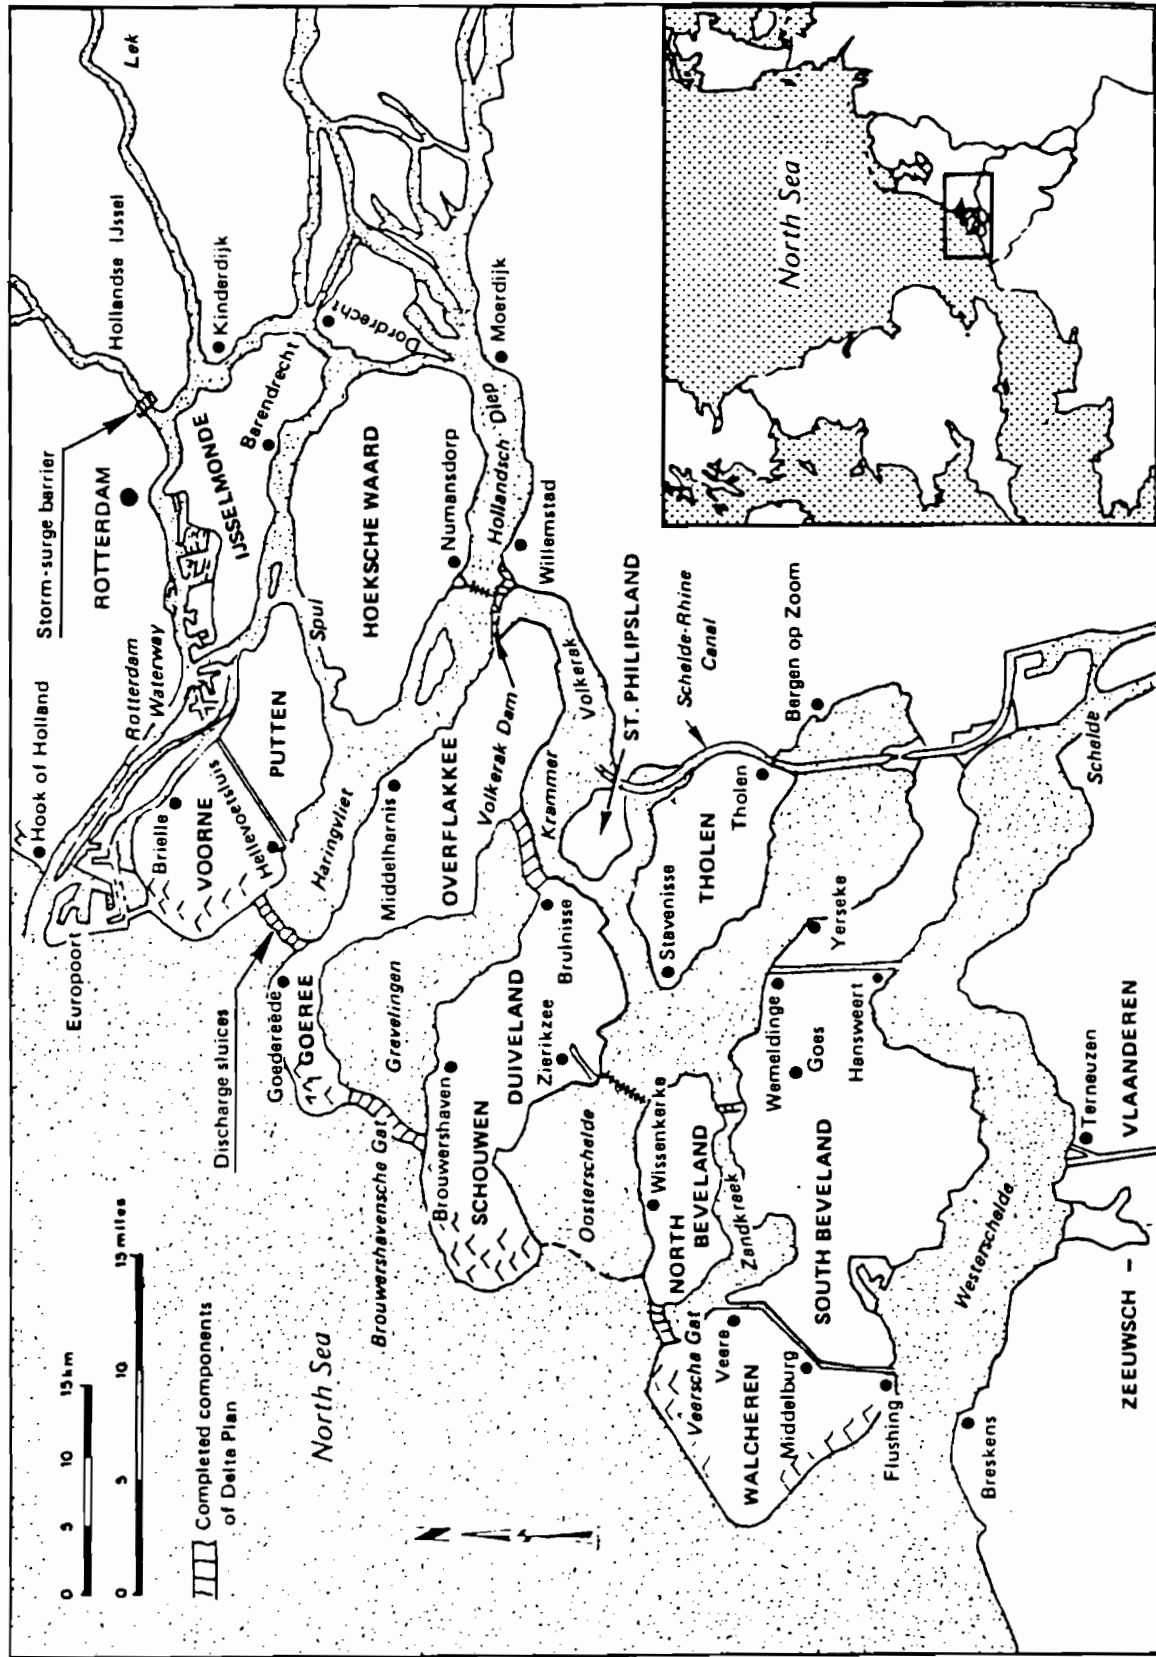 Lek
Hollandse IJssel
Kinderdijk
Storm-surge barrier
ROTTERDAM
IJSSELMONDE
Barendrecht
Dordrecht
Moerdijk
Hook of Holland
Rotterdam
Waterway
Spui
HOEKSCHE WAARD
Numansdorp
Hollandsch Diep
Willemstad
Europoort
Brielle
VOORNE
Hellevoetsluis
PUTTEN
Haringvliet
Middelharnis
OVERFLAKKEE
Volkerak Dam
Krammer
Volkerak
ST. PHILIPSLAND
Schelde-Rhine
Canal
Bergen op Zoom
Discharge sluices
Goedereede
GOEREE
Grevelingen
Brouwershavensche Gat
Brouwershaven
SCHOUWEN
DUIVELAND
Zierikzee
Bruinisse
Stavenisse
THOLEN
Tholen
Oosterschelde
Wissenkerke
NORTH
BEVELAND
Zandkreek
Wemeldinge
Goes
Yerseke
Hansweert
SOUTH BEVELAND
Veersche Gat
Veere
WALCHEREN
Middelburg
Flushing
Breskens
Westerschelde
Schelde
Terneuzen
ZEEUWSCH - VLAANDEREN
North Sea
0 5 10 15 km
0 5 10 15 miles
Completed components
of Delta Plan
N
North Sea